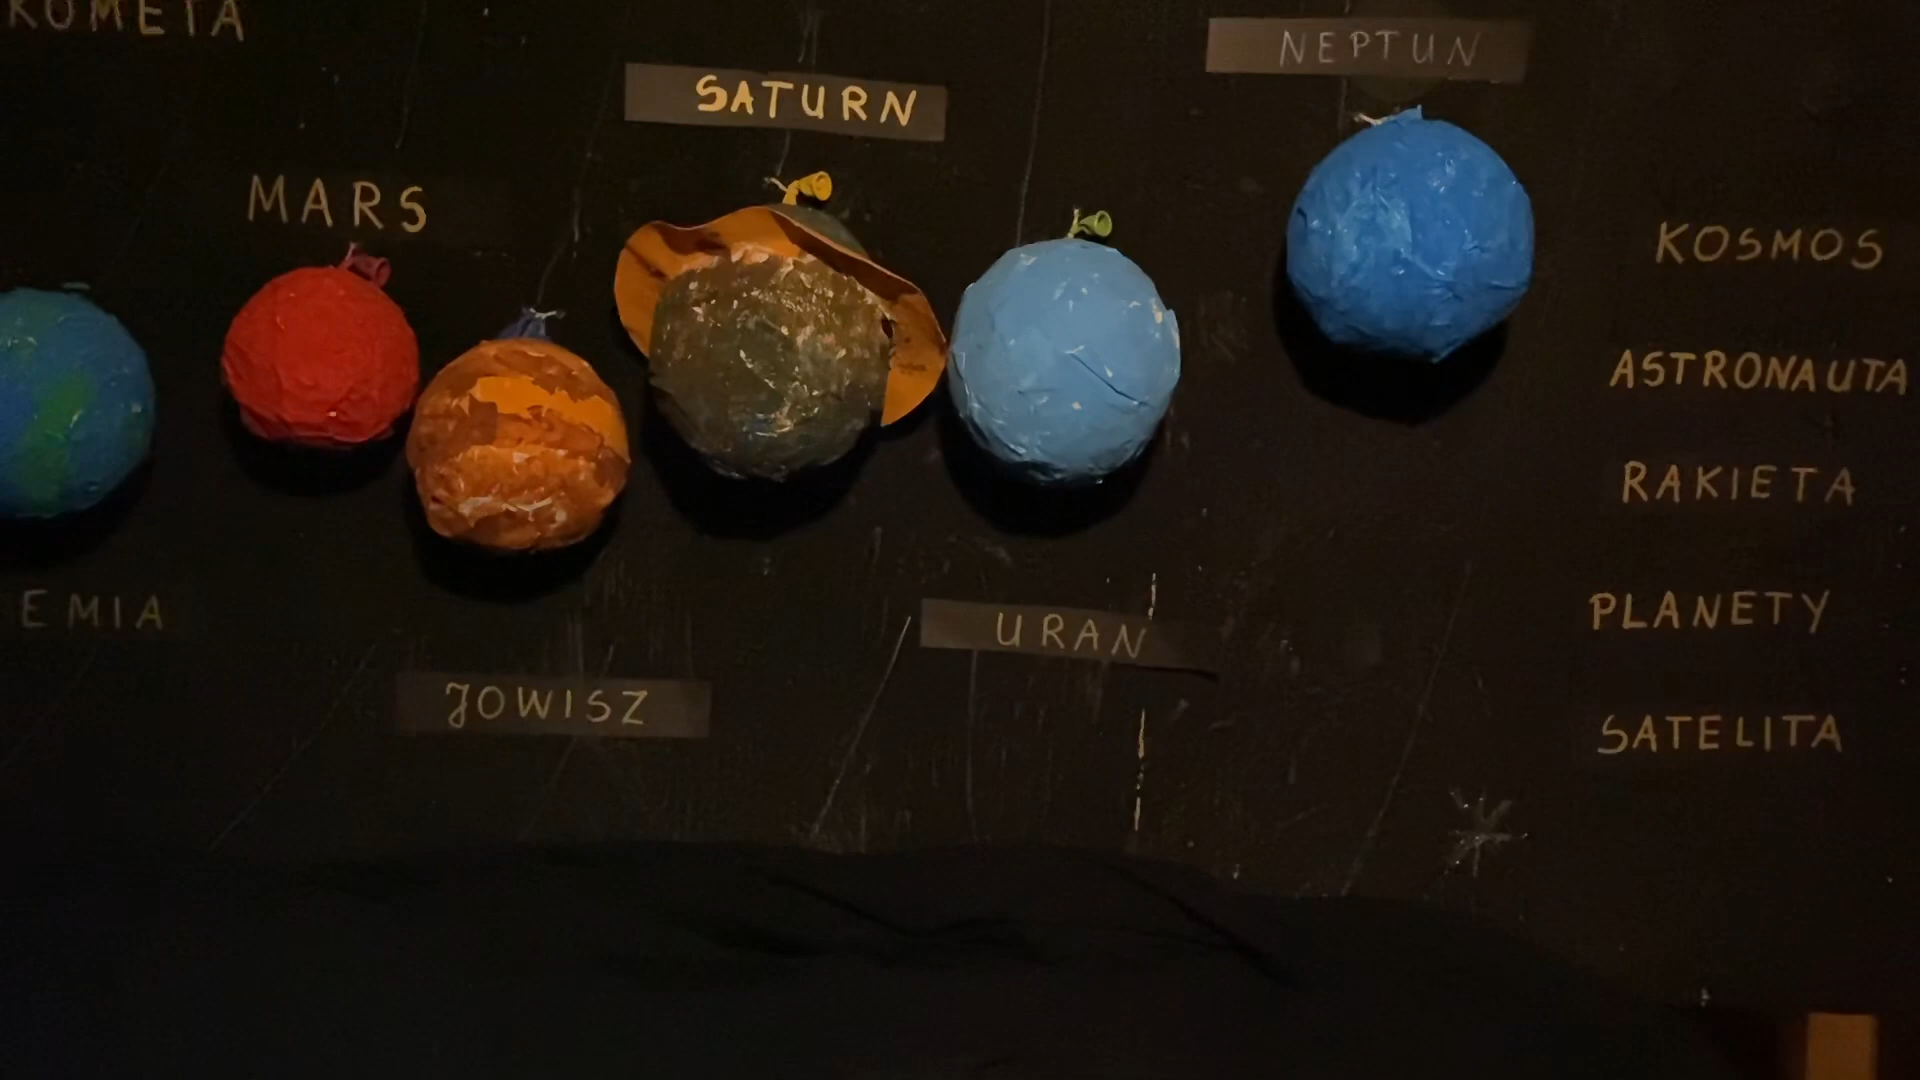 KOMETA
SATURN
NEPTUN
MARS
KOSMOS
ASTRONAUTA
RAKIETA
EMIA
PLANETY
URAN
JOWISZ
SATELITA